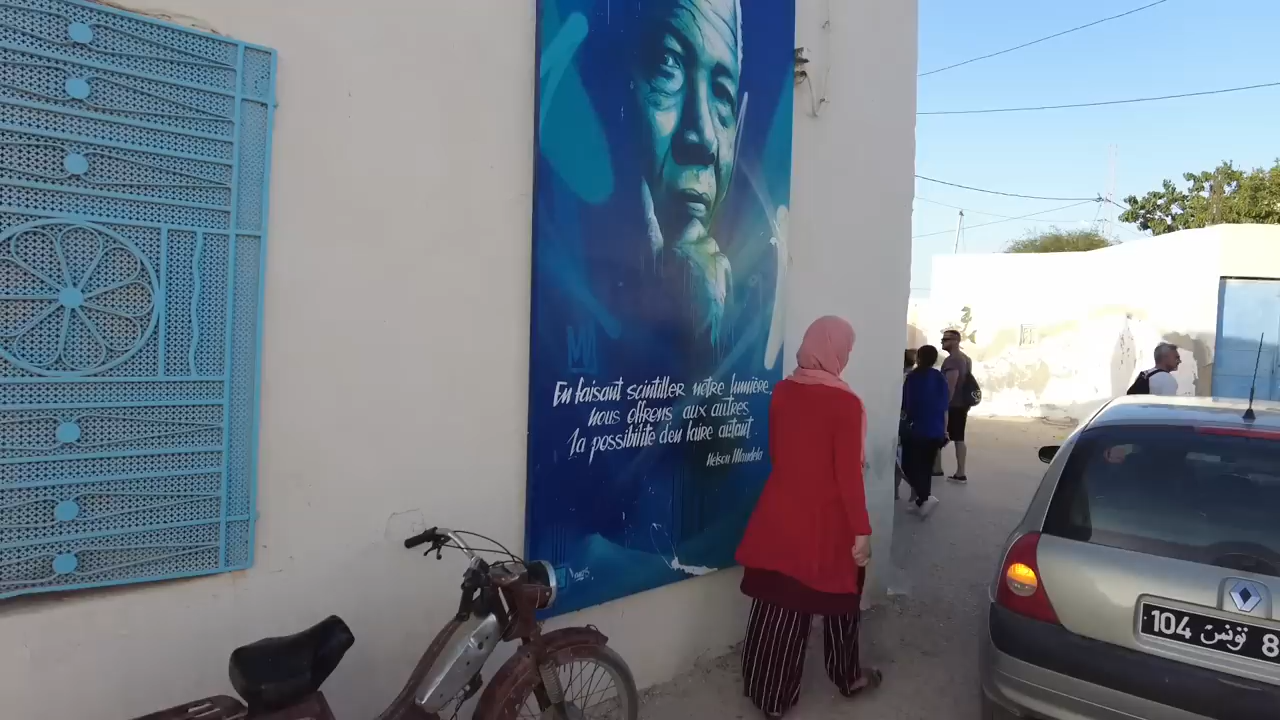 En faisant scintiller notre lumière,
nous offrons aux autres
la possibilité d'en faire autant
Nelson Mandela
104 تونس 8